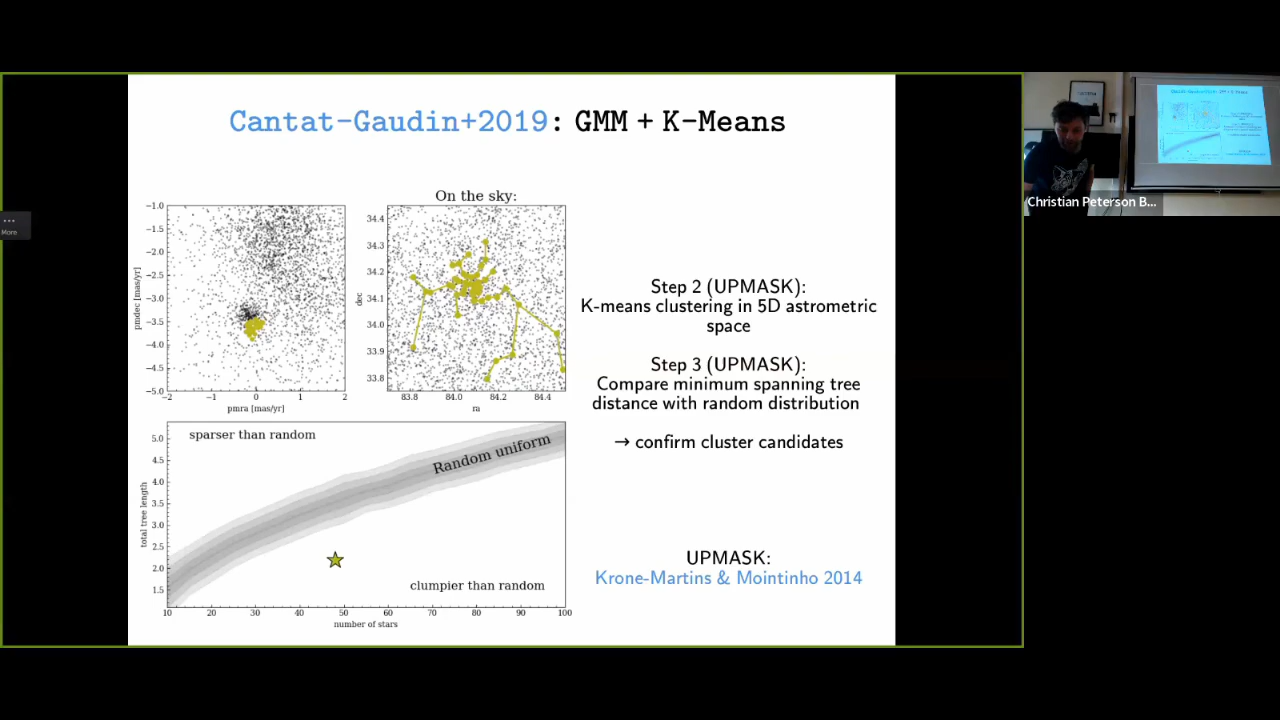 Cantat-Gaudin+2019: GMM + K-Means
On the sky:
-1.0
-1.5
-2.0
-2.5
-3.0
-3.5
-4.0
-4.5
-5.0
pmdec [mas/yr]
-2
-1
0
1
2
pmra [mas/yr]
34.4
34.3
34.2
34.1
34.0
33.9
33.8
dec
83.8
84.0
84.2
84.4
ra
Step 2 (UPMASK):
K-means clustering in 5D astrometric
space
Step 3 (UPMASK):
Compare minimum spanning tree
distance with random distribution
→ confirm cluster candidates
sparser than random
Random uniform
clumpier than random
5.0
4.5
4.0
3.5
3.0
2.5
2.0
1.5
total tree length
10
20
30
40
50
60
70
80
90
100
number of stars
UPMASK:
Krone-Martins & Mointinho 2014
More
Christian Peterson B...